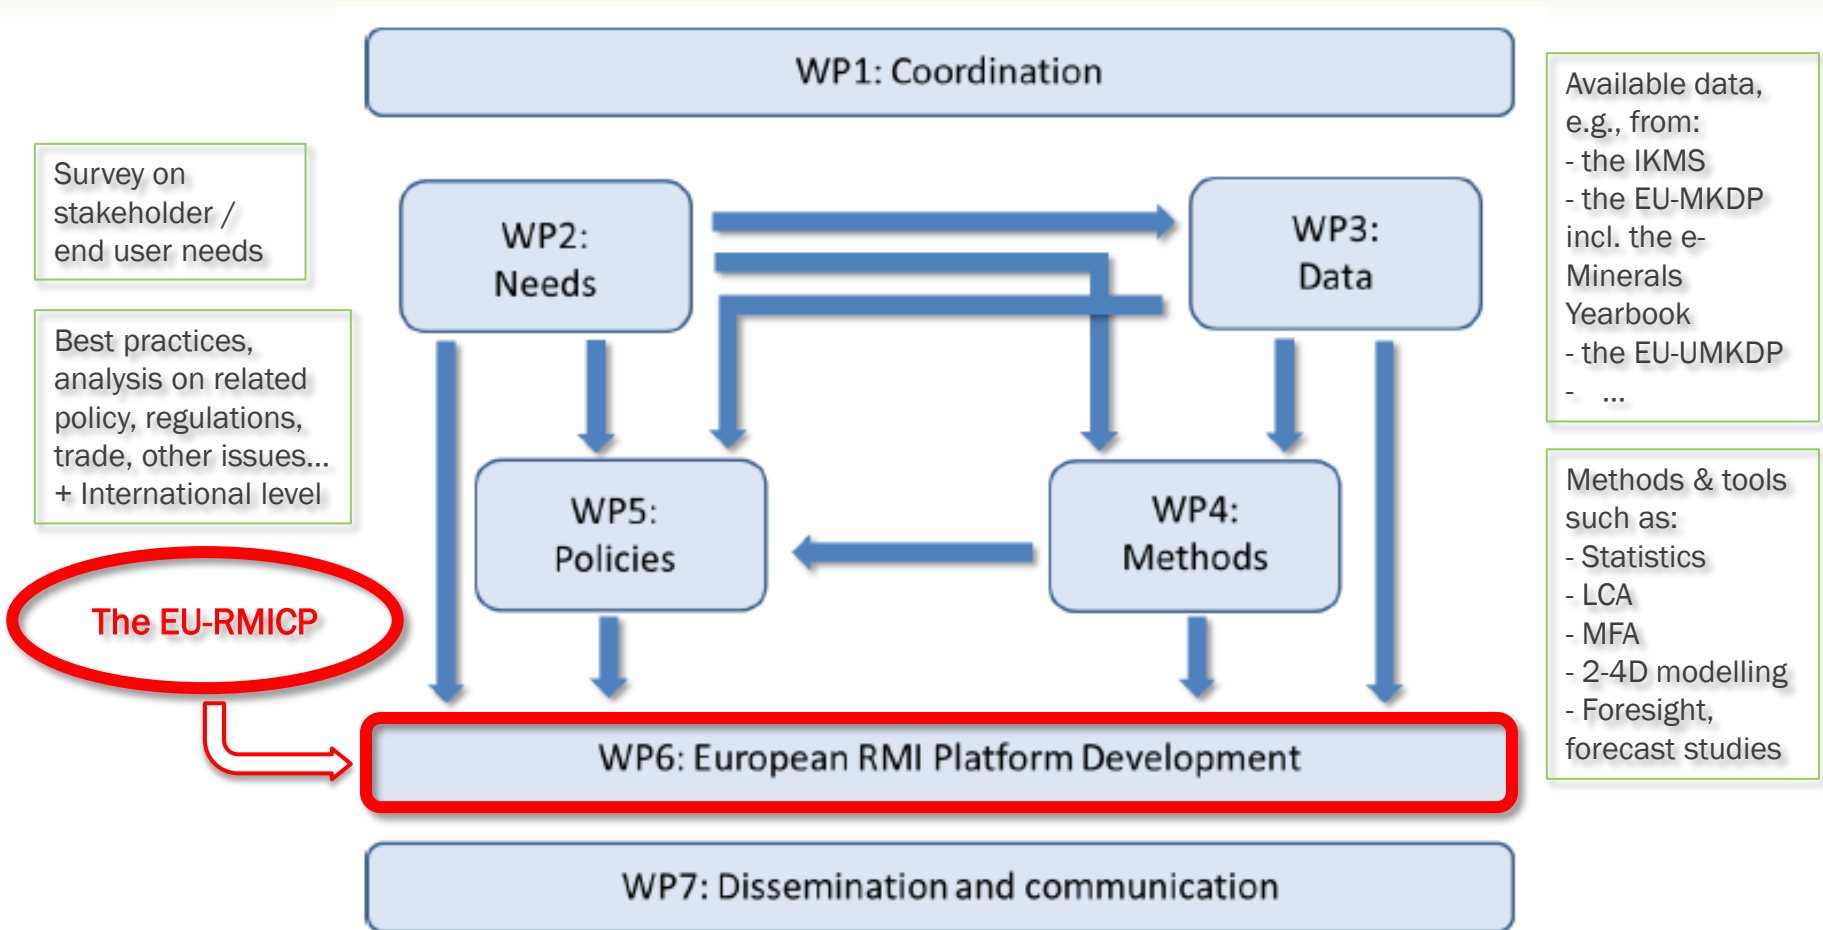 WP1: Coordination
Survey on
stakeholder /
end user needs
Best practices,
analysis on related
policy, regulations,
trade, other issues...
+ International level
The EU-RMICP
WP2:
Needs
WP3:
Data
WP5:
Policies
WP4:
Methods
WP6: European RMI Platform Development
WP7: Dissemination and communication
Available data,
e.g., from:
- the IKMS
- the EU-MKDP
incl. the e-
Minerals
Yearbook
- the EU-UMKDP
- ...
Methods & tools
such as:
- Statistics
- LCA
- MFA
- 2-4D modelling
- Foresight,
forecast studies